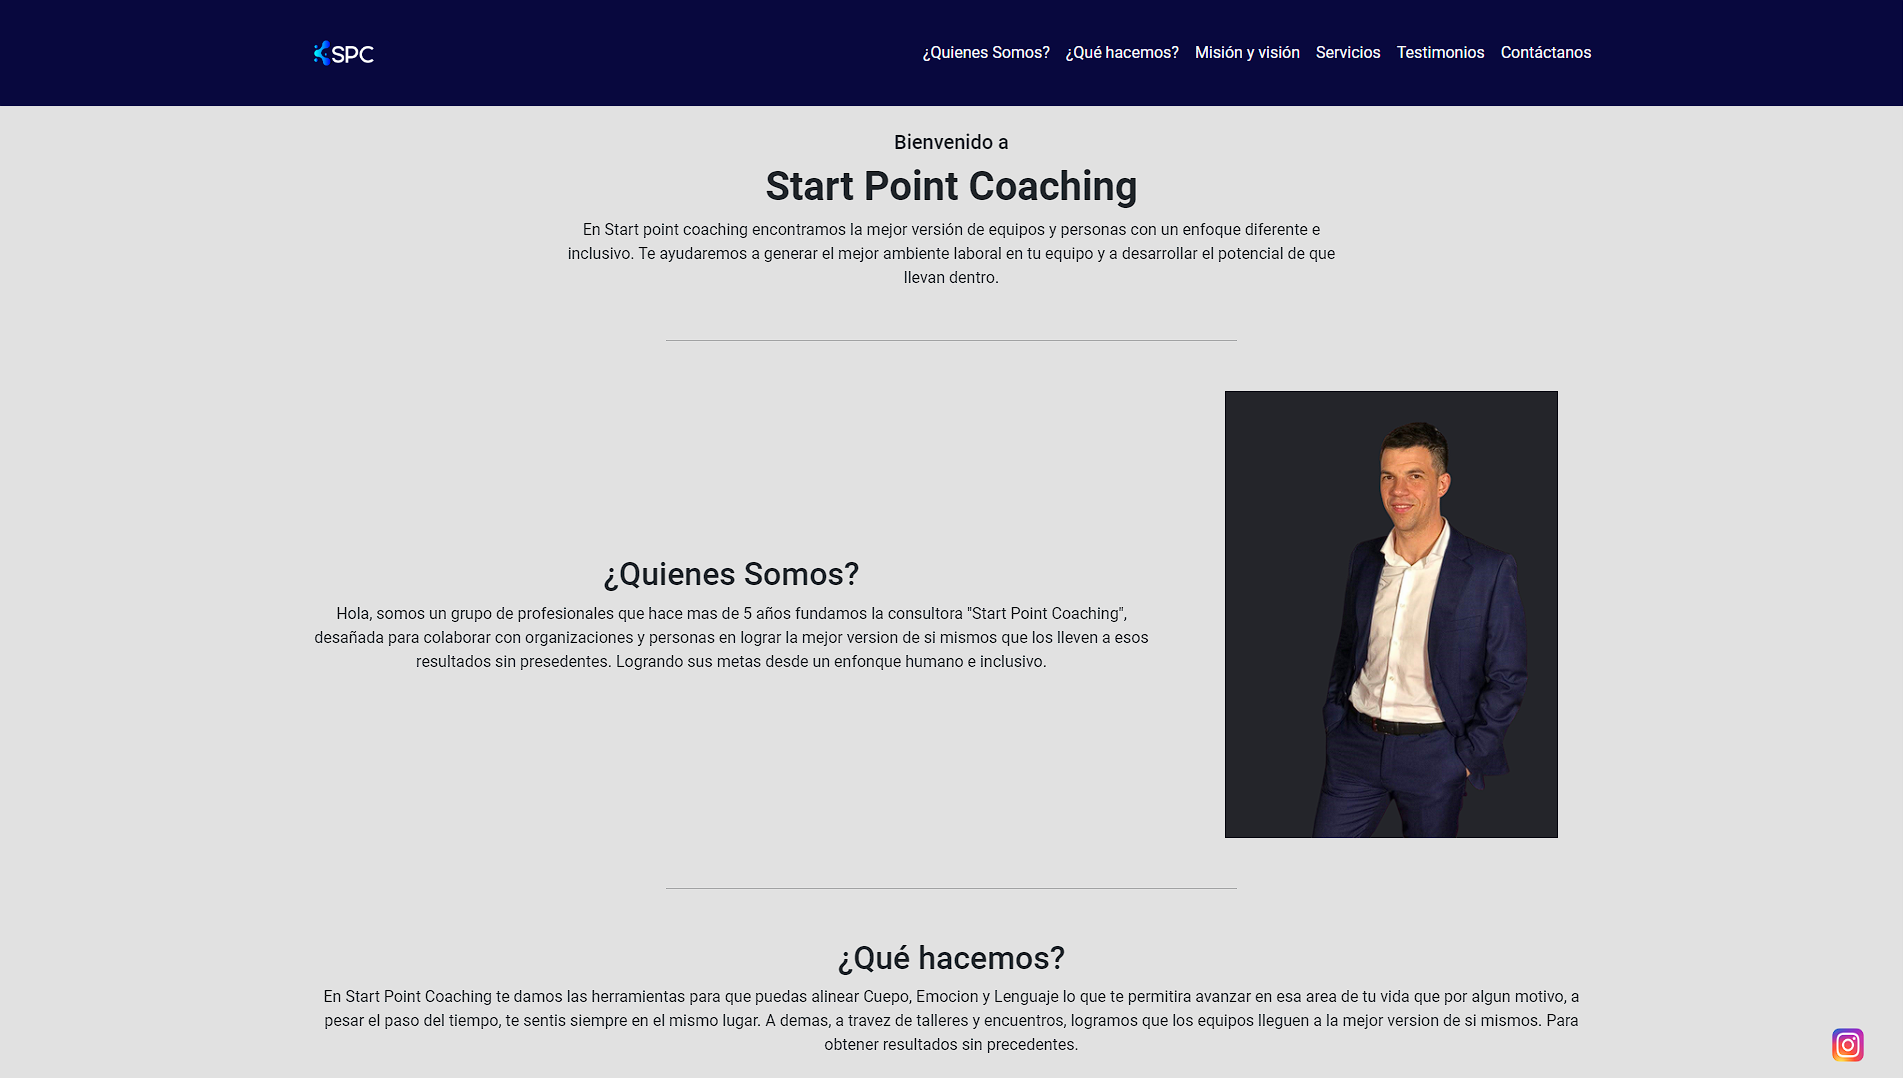 SPC
¿Quienes Somos? ¿Qué hacemos? Misión y visión Servicios Testimonios Contáctanos
Bienvenido a
Start Point Coaching
En Start point coaching encontramos la mejor versión de equipos y personas con un enfoque diferente e
inclusivo. Te ayudaremos a generar el mejor ambiente laboral en tu equipo y a desarrollar el potencial de que
llevan dentro.
¿Quienes Somos?
Hola, somos un grupo de profesionales que hace mas de 5 años fundamos la consultora "Start Point Coaching",
desañada para colaborar con organizaciones y personas en lograr la mejor version de si mismos que los lleven a esos
resultados sin presedentes. Logrando sus metas desde un enfonque humano e inclusivo.
¿Qué hacemos?
En Start Point Coaching te damos las herramientas para que puedas alinear Cuepo, Emocion y Lenguaje lo que te permitira avanzar en esa area de tu vida que por algun motivo, a
pesar el paso del tiempo, te sentis siempre en el mismo lugar. A demas, a travez de talleres y encuentros, logramos que los equipos lleguen a la mejor version de si mismos. Para
obtener resultados sin precedentes.